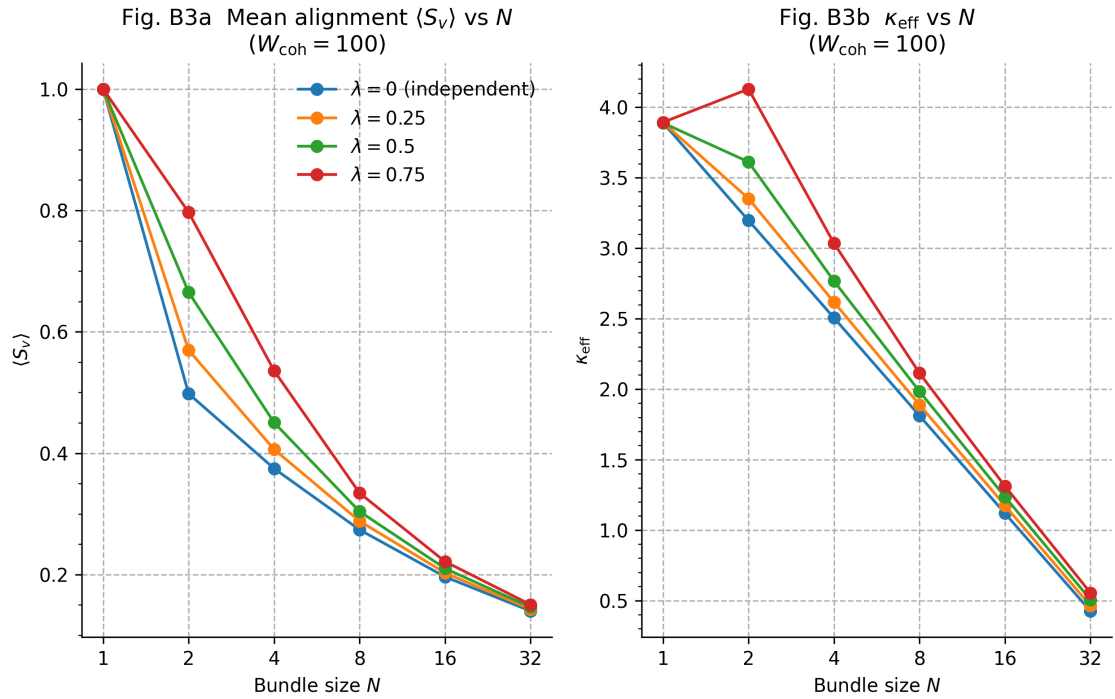 Fig. B3a  Mean alignment ⟨Sᵥ⟩ vs N
(W_coh = 100)
1.0
0.8
0.6
0.4
0.2
⟨Sᵥ⟩
λ = 0 (independent)
λ = 0.25
λ = 0.5
λ = 0.75
1 2 4 8 16 32
Bundle size N
Fig. B3b  κ_eff vs N
(W_coh = 100)
4.0
3.5
3.0
2.5
2.0
1.5
1.0
0.5
κ_eff
1 2 4 8 16 32
Bundle size N